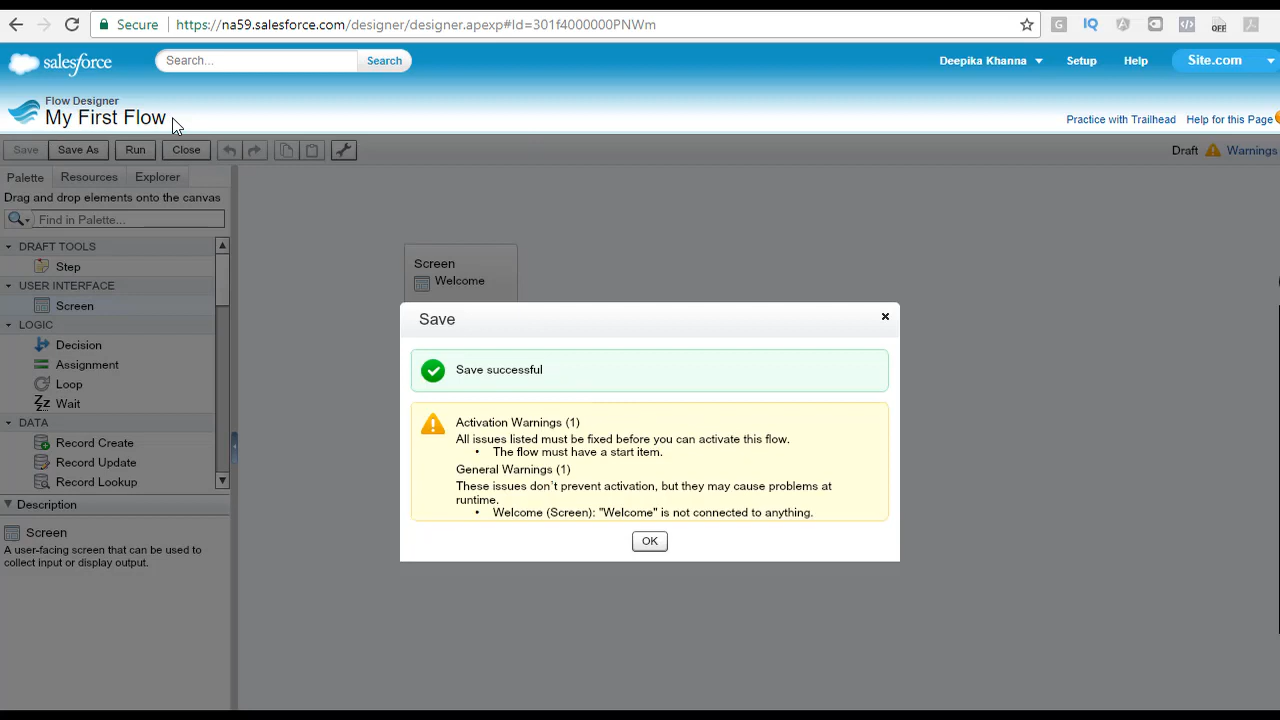 Secure https://na59.salesforce.com/designer/designer.apexp#Id=301f4000000PNWm
G IQ A OFF
salesforce Search... Search Deepika Khanna Setup Help Site.com
Flow Designer
My First Flow
Practice with Trailhead Help for this Page
Save Save As Run Close Draft Warnings
Palette Resources Explorer
Drag and drop elements onto the canvas
Find in Palette...
DRAFT TOOLS
Step
USER INTERFACE
Screen
LOGIC
Decision
Assignment
Loop
Zzz Wait
DATA
Record Create
Record Update
Record Lookup
Description
Screen
A user-facing screen that can be used to
collect input or display output.
Screen
Welcome
Save
Save successful
Activation Warnings (1)
All issues listed must be fixed before you can activate this flow.
• The flow must have a start item.
General Warnings (1)
These issues don't prevent activation, but they may cause problems at
runtime.
• Welcome (Screen): "Welcome" is not connected to anything.
OK